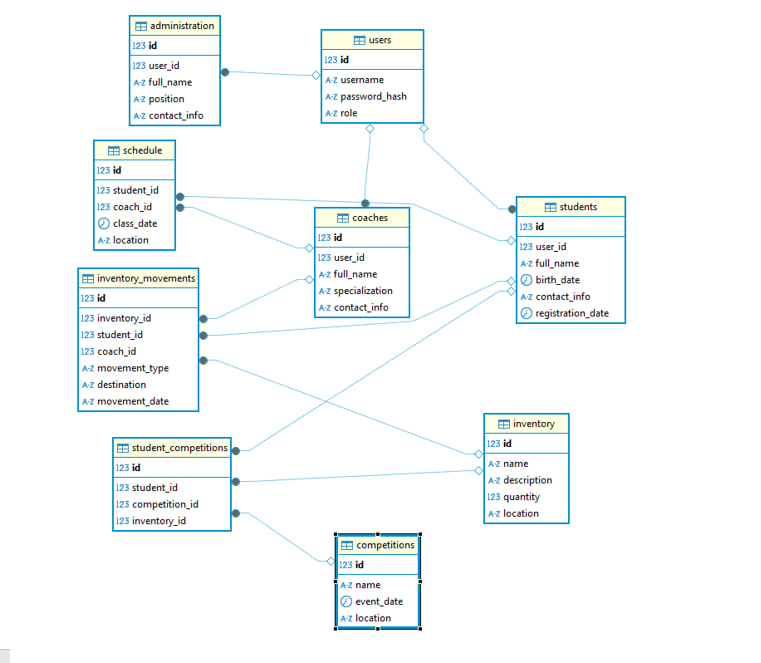 administration
123 id
123 user_id
A-Z full_name
A-Z position
A-Z contact_info
users
123 id
A-Z username
A-Z password_hash
A-Z role
schedule
123 id
123 student_id
123 coach_id
class_date
A-Z location
coaches
123 id
123 user_id
A-Z full_name
A-Z specialization
A-Z contact_info
students
123 id
123 user_id
A-Z full_name
birth_date
A-Z contact_info
registration_date
inventory_movements
123 id
123 inventory_id
123 student_id
123 coach_id
A-Z movement_type
A-Z destination
A-Z movement_date
student_competitions
123 id
123 student_id
123 competition_id
123 inventory_id
inventory
123 id
A-Z name
A-Z description
123 quantity
A-Z location
competitions
123 id
A-Z name
event_date
A-Z location